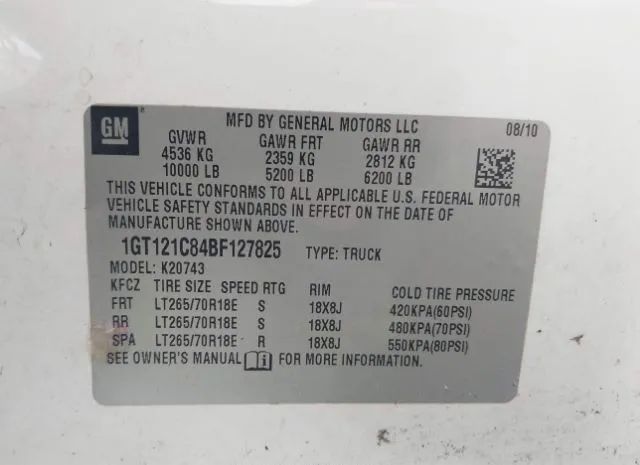 GM
MFD BY GENERAL MOTORS LLC 08/10
GVWR GAWR FRT GAWR RR
4536 KG 2359 KG 2812 KG
10000 LB 5200 LB 6200 LB
THIS VEHICLE CONFORMS TO ALL APPLICABLE U.S. FEDERAL MOTOR
VEHICLE SAFETY STANDARDS IN EFFECT ON THE DATE OF
MANUFACTURE SHOWN ABOVE.
1GT121C84BF127825 TYPE: TRUCK
MODEL: K20743
KFCZ TIRE SIZE SPEED RTG RIM COLD TIRE PRESSURE
FRT LT265/70R18E S 18X8J 420KPA(60PSI)
RR LT265/70R18E S 18X8J 480KPA(70PSI)
SPA LT265/70R18E R 18X8J 550KPA(80PSI)
SEE OWNER'S MANUAL FOR MORE INFORMATION.